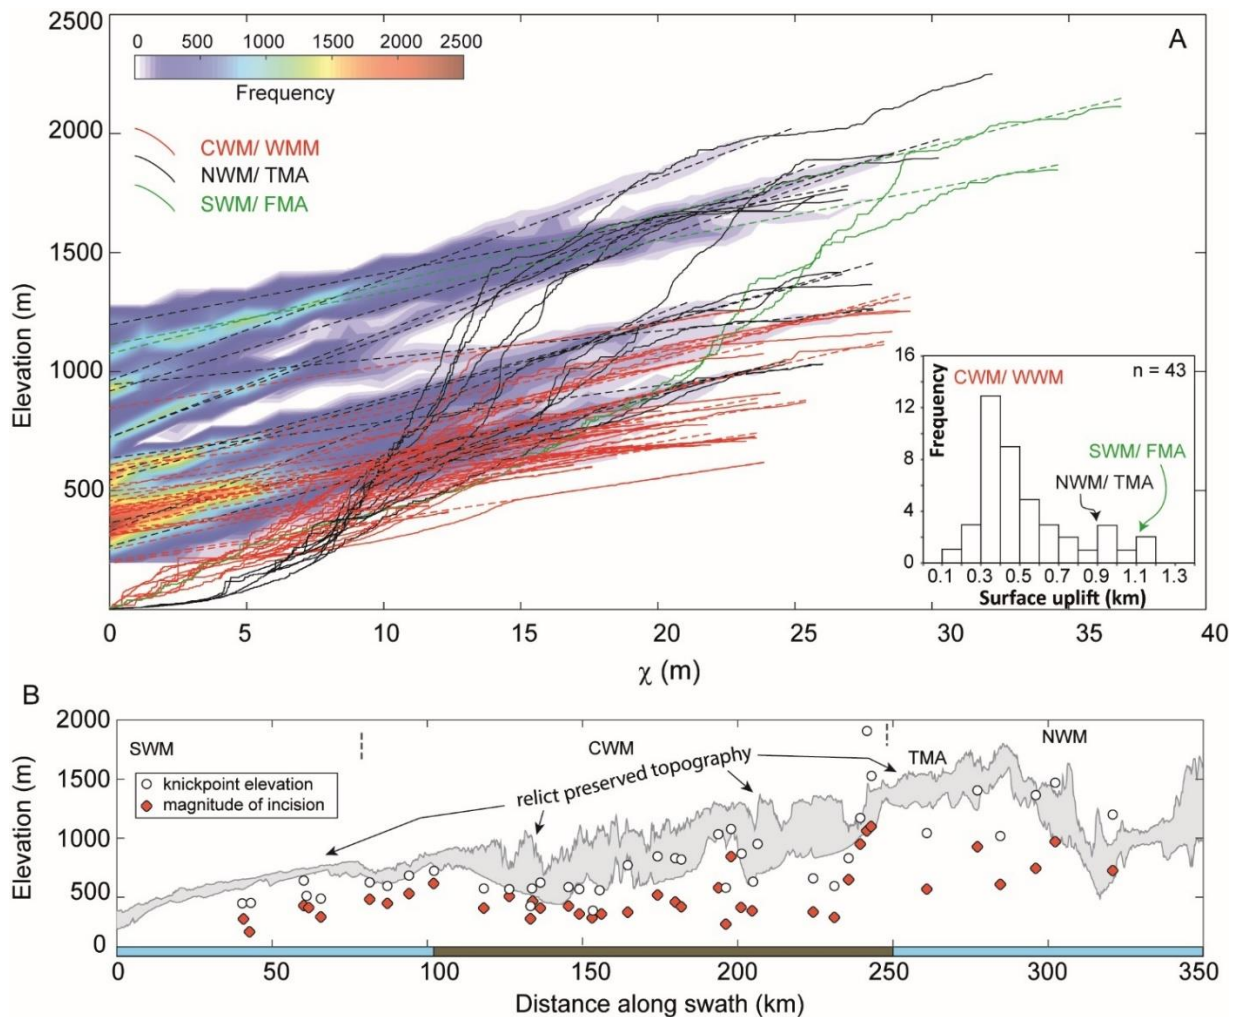 A
2500
2000
1500
1000
500
Elevation (m)
0 500 1000 1500 2000 2500
Frequency
CWM/ WMM
NWM/ TMA
SWM/ FMA
16
12
8
4
0
Frequency
CWM/ WWM
n = 43
SWM/ FMA
NWM/ TMA
0.1 0.3 0.5 0.7 0.9 1.1 1.3
Surface uplift (km)
0 5 10 15 20 25 30 35 40
χ (m)
B
2000
1500
1000
500
0
Elevation (m)
SWM
CWM
TMA
NWM
knickpoint elevation
magnitude of incision
relict preserved topography
0 50 100 150 200 250 300 350
Distance along swath (km)